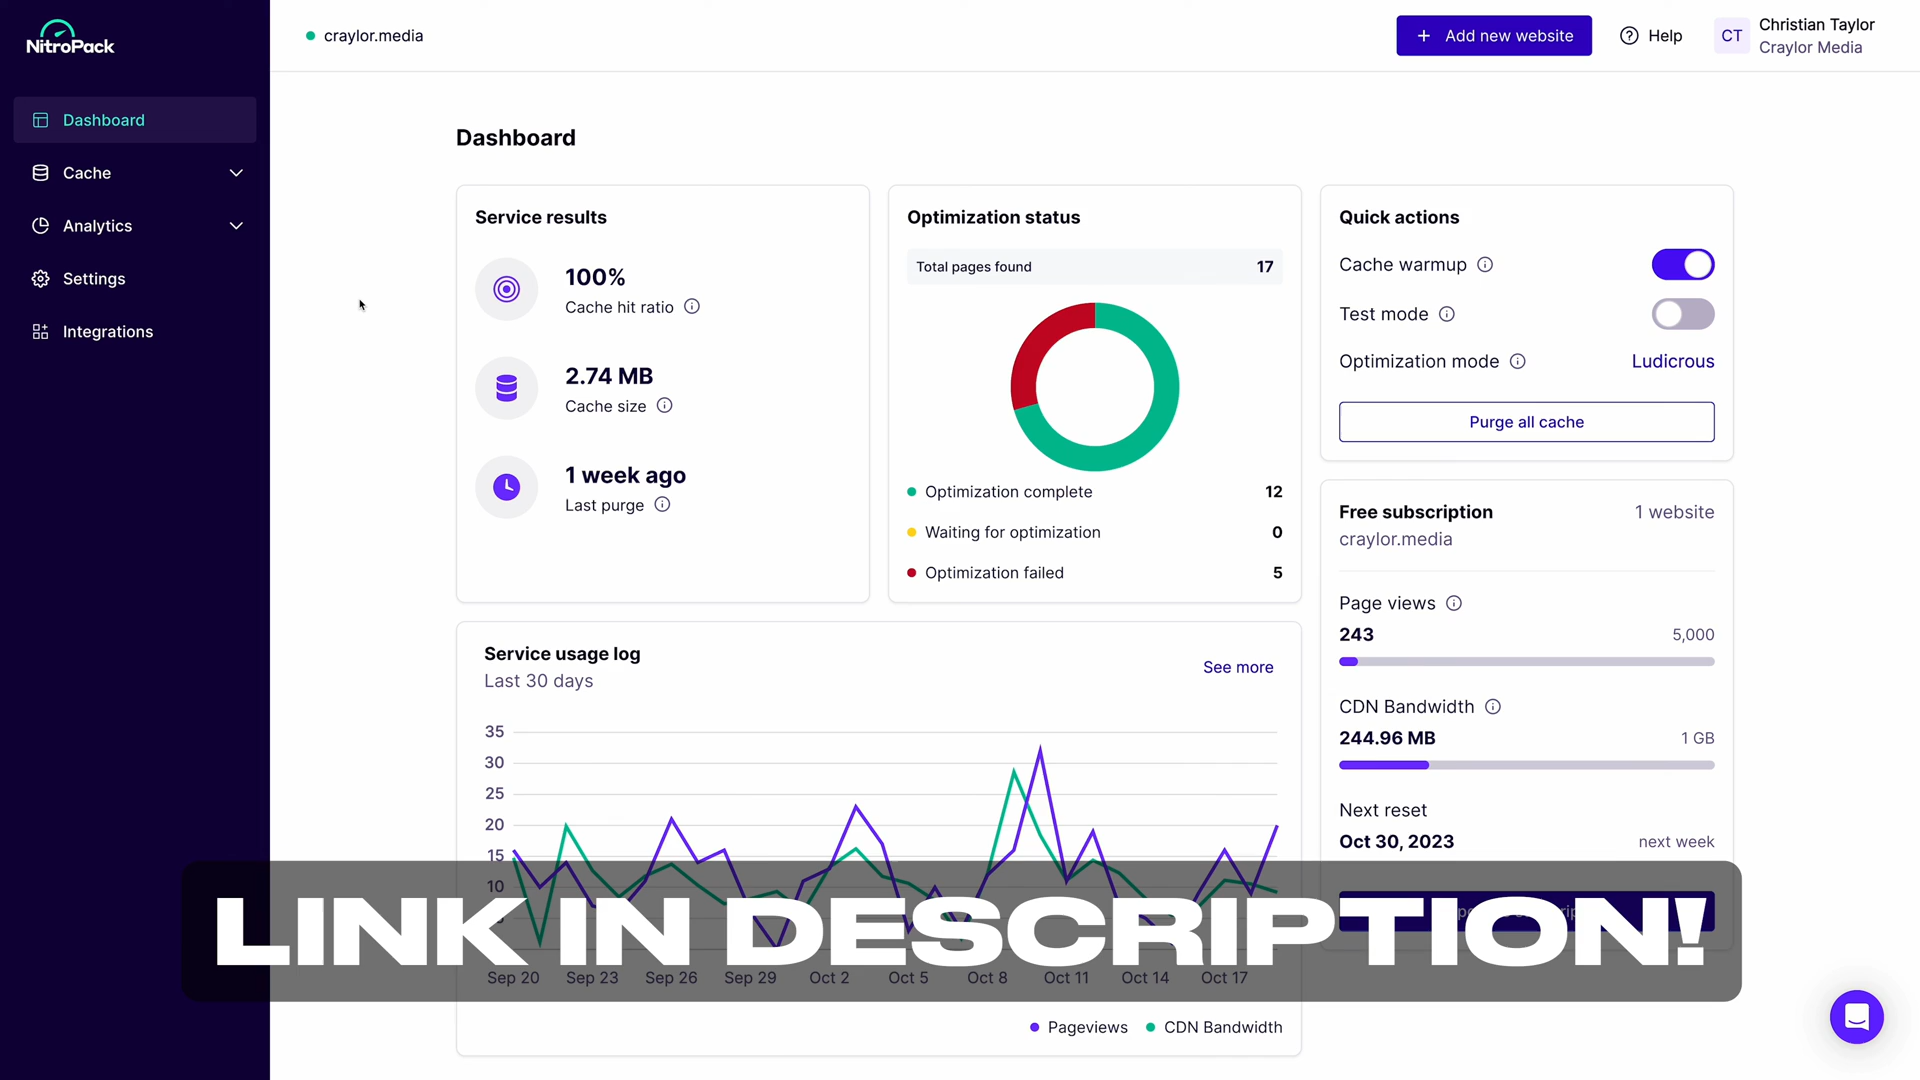 NitroPack
craylor.media
+ Add new website
Help
CT
Christian Taylor
Craylor Media
Dashboard
Cache
Analytics
Settings
Integrations
Dashboard
Service results
100%
Cache hit ratio
2.74 MB
Cache size
1 week ago
Last purge
Optimization status
Total pages found 17
Optimization complete 12
Waiting for optimization 0
Optimization failed 5
Quick actions
Cache warmup
Test mode
Optimization mode Ludicrous
Purge all cache
Free subscription 1 website
craylor.media
Page views
243 5,000
CDN Bandwidth
244.96 MB 1 GB
Next reset
Oct 30, 2023 next week
Service usage log
Last 30 days
See more
35
30
25
20
15
10
LINK IN DESCRIPTION!
Sep 20 Sep 23 Sep 26 Sep 29 Oct 2 Oct 5 Oct 8 Oct 11 Oct 14 Oct 17
Pageviews CDN Bandwidth